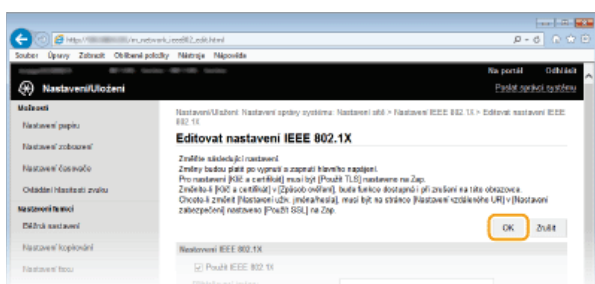 http://
/m_network_ieee802_edit.html
Soubor Úpravy Zobrazit Oblíbené položky Nástroje Nápověda
Na portál Odhlásit
Nastavení/Uložení
Poslat správci systému
Možnosti
Nastavení/Uložení: Nastavení správy systému: Nastavení sítě > Nastavení IEEE 802.1X > Editovat nastavení IEEE
802.1X
Nastavení papíru
Editovat nastavení IEEE 802.1X
Nastavení zobrazení
Změňte následující nastavení.
Změny budou platit po vypnutí a zapnutí hlavního napájení.
Nastavení časovače
Pro nastavení [Klíč a certifikát] musí být [Použít TLS] nastaveno na Zap.
Změníte-li [Klíč a certifikát] v [Způsob ověření], bude funkce dostupná i při zrušení na této obrazovce.
Ovládání hlasitosti zvuku
Chcete-li změnit [Nastavení uživ. jména/hesla], musí být na stránce [Nastavení vzdáleného UR] v [Nastavení
zabezpečení] nastaveno [Použít SSL] na Zap.
Nastavení funkcí
Běžná nastavení
OK Zrušit
Nastavení kopírování
Nastavení IEEE 802.1X
Nastavení faxu
Použít IEEE 802.1X